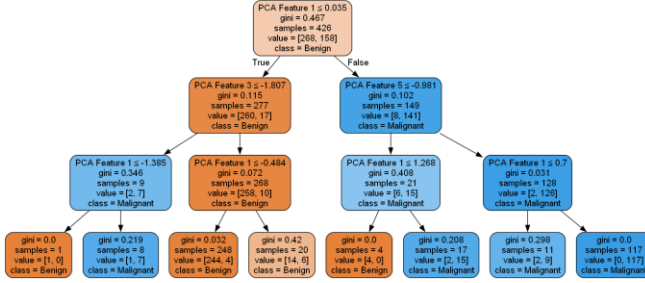 PCA Feature 1 ≤ 0.035
gini = 0.467
samples = 426
value = [268, 158]
class = Benign
True
False
PCA Feature 3 ≤ -1.807
gini = 0.115
samples = 277
value = [260, 17]
class = Benign
PCA Feature 5 ≤ -0.981
gini = 0.102
samples = 149
value = [8, 141]
class = Malignant
PCA Feature 1 ≤ -1.385
gini = 0.346
samples = 9
value = [2, 7]
class = Malignant
PCA Feature 1 ≤ -0.484
gini = 0.072
samples = 268
value = [258, 10]
class = Benign
PCA Feature 1 ≤ 1.268
gini = 0.408
samples = 21
value = [6, 15]
class = Malignant
PCA Feature 1 ≤ 0.7
gini = 0.031
samples = 128
value = [2, 126]
class = Malignant
gini = 0.0
samples = 1
value = [1, 0]
class = Benign
gini = 0.219
samples = 8
value = [1, 7]
class = Malignant
gini = 0.032
samples = 248
value = [244, 4]
class = Benign
gini = 0.42
samples = 20
value = [14, 6]
class = Benign
gini = 0.0
samples = 4
value = [4, 0]
class = Benign
gini = 0.208
samples = 17
value = [2, 15]
class = Malignant
gini = 0.298
samples = 11
value = [2, 9]
class = Malignant
gini = 0.0
samples = 117
value = [0, 117]
class = Malignant